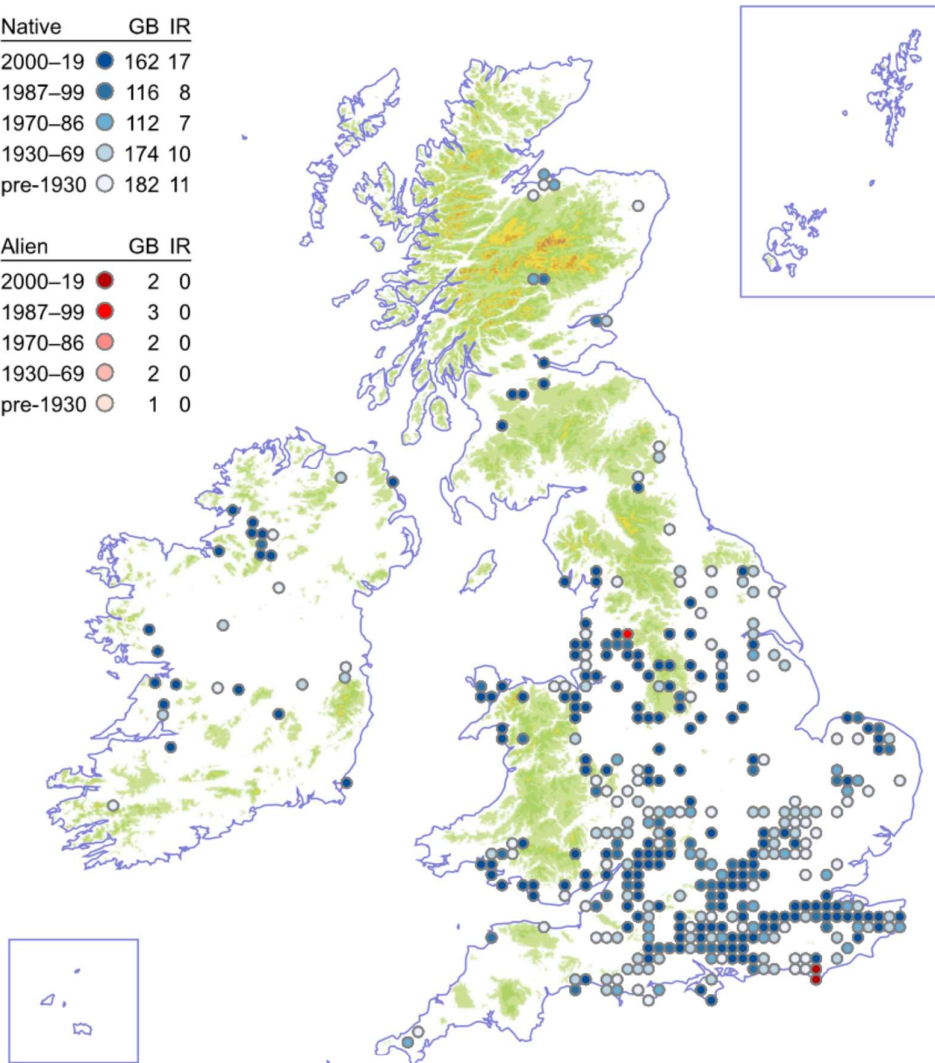 Native GB IR
2000–19 162 17
1987–99 116 8
1970–86 112 7
1930–69 174 10
pre-1930 182 11
Alien GB IR
2000–19 2 0
1987–99 3 0
1970–86 2 0
1930–69 2 0
pre-1930 1 0